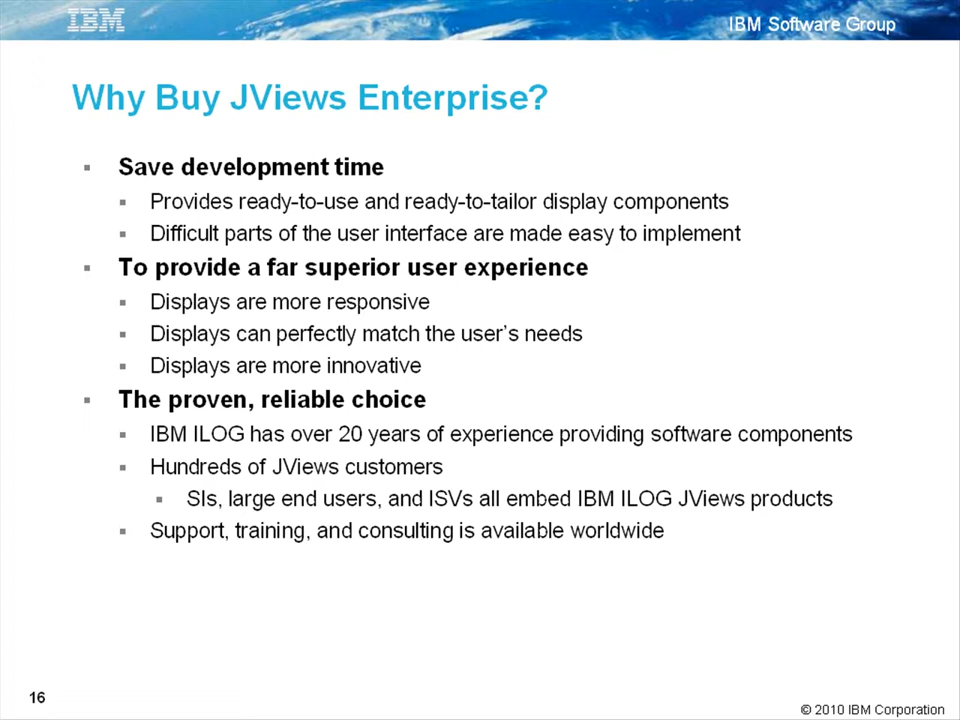 IBM
IBM Software Group
Why Buy JViews Enterprise?
Save development time
Provides ready-to-use and ready-to-tailor display components
Difficult parts of the user interface are made easy to implement
To provide a far superior user experience
Displays are more responsive
Displays can perfectly match the user's needs
Displays are more innovative
The proven, reliable choice
IBM ILOG has over 20 years of experience providing software components
Hundreds of JViews customers
SIs, large end users, and ISVs all embed IBM ILOG JViews products
Support, training, and consulting is available worldwide
16
© 2010 IBM Corporation